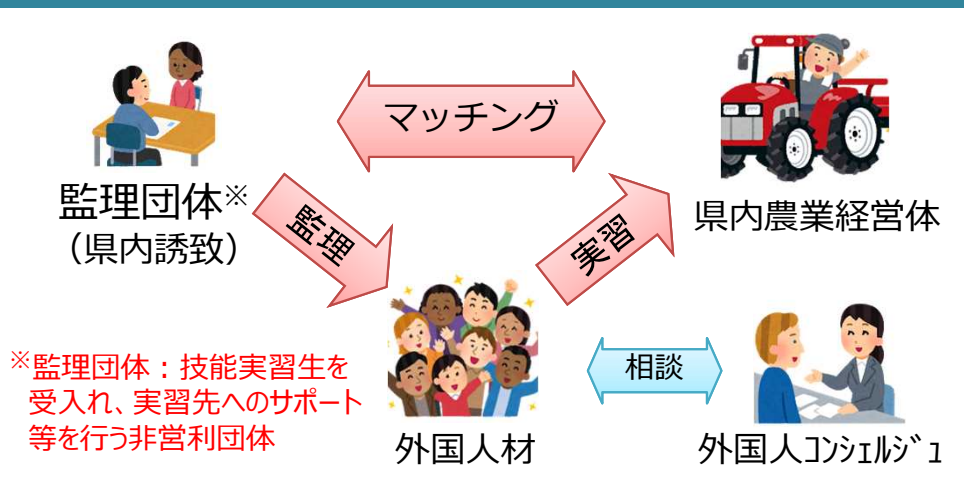 マッチング
監理団体※
（県内誘致）
監理
実習
県内農業経営体
※監理団体：技能実習生を
受入れ、実習先へのサポート
等を行う非営利団体
相談
外国人材
外国人ｺﾝｼｪﾙｼﾞｭ